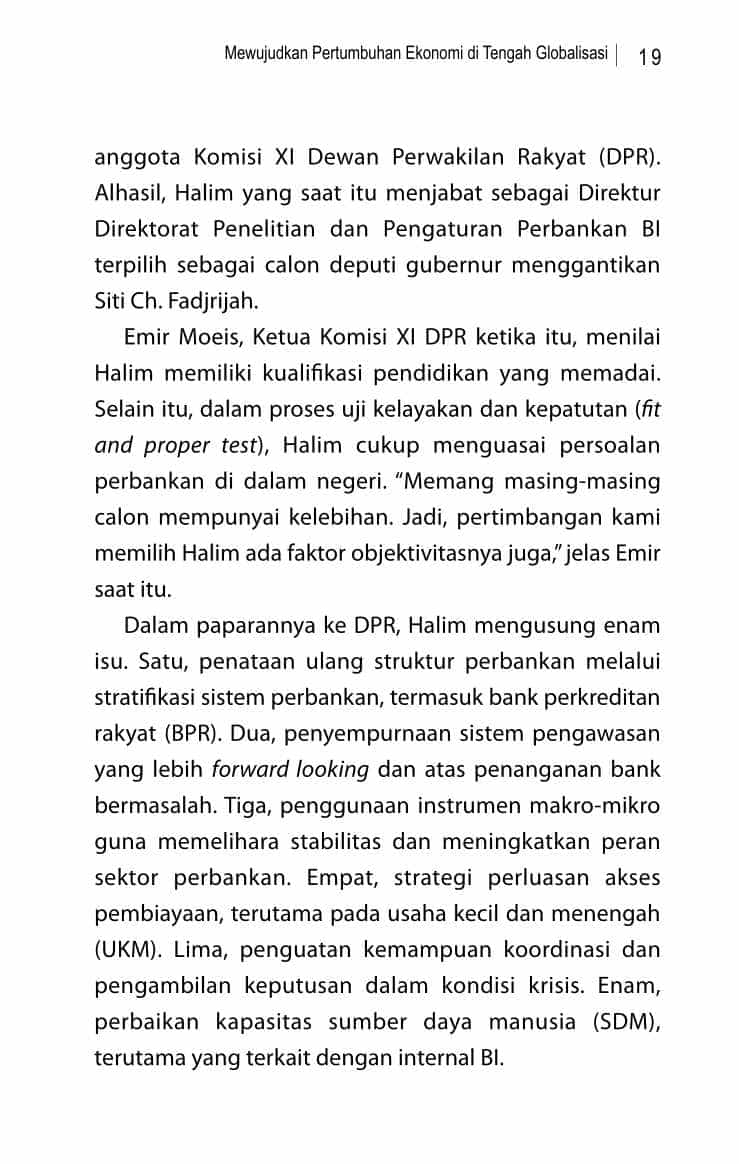 Mewujudkan Pertumbuhan Ekonomi di Tengah Globalisasi | 19
anggota Komisi XI Dewan Perwakilan Rakyat (DPR).
Alhasil, Halim yang saat itu menjabat sebagai Direktur
Direktorat Penelitian dan Pengaturan Perbankan BI
terpilih sebagai calon deputi gubernur menggantikan
Siti Ch. Fadjrijah.
Emir Moeis, Ketua Komisi XI DPR ketika itu, menilai
Halim memiliki kualifikasi pendidikan yang memadai.
Selain itu, dalam proses uji kelayakan dan kepatutan (fit
and proper test), Halim cukup menguasai persoalan
perbankan di dalam negeri. “Memang masing-masing
calon mempunyai kelebihan. Jadi, pertimbangan kami
memilih Halim ada faktor objektivitasnya juga,” jelas Emir
saat itu.
Dalam paparannya ke DPR, Halim mengusung enam
isu. Satu, penataan ulang struktur perbankan melalui
stratifikasi sistem perbankan, termasuk bank perkreditan
rakyat (BPR). Dua, penyempurnaan sistem pengawasan
yang lebih forward looking dan atas penanganan bank
bermasalah. Tiga, penggunaan instrumen makro-mikro
guna memelihara stabilitas dan meningkatkan peran
sektor perbankan. Empat, strategi perluasan akses
pembiayaan, terutama pada usaha kecil dan menengah
(UKM). Lima, penguatan kemampuan koordinasi dan
pengambilan keputusan dalam kondisi krisis. Enam,
perbaikan kapasitas sumber daya manusia (SDM),
terutama yang terkait dengan internal BI.